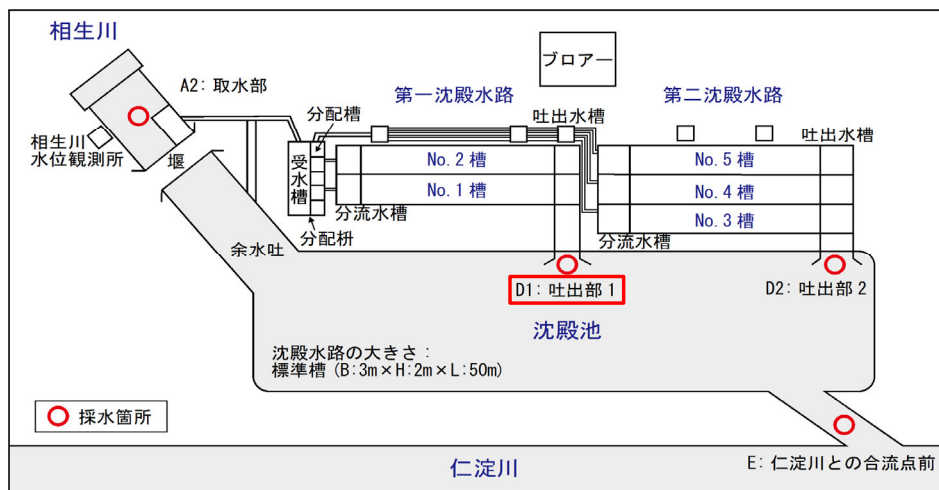 相生川
A2: 取水部
相生川
水位観測所
堰
余水吐
受水槽
分配槽
分配枡
第一沈殿水路
ブロアー
第二沈殿水路
吐出水槽
吐出水槽
No. 2 槽
No. 1 槽
分流水槽
No. 5 槽
No. 4 槽
No. 3 槽
分流水槽
D1: 吐出部 1
D2: 吐出部 2
沈殿池
沈殿水路の大きさ :
標準槽 (B:3m×H:2m×L:50m)
採水箇所
仁淀川
E: 仁淀川との合流点前